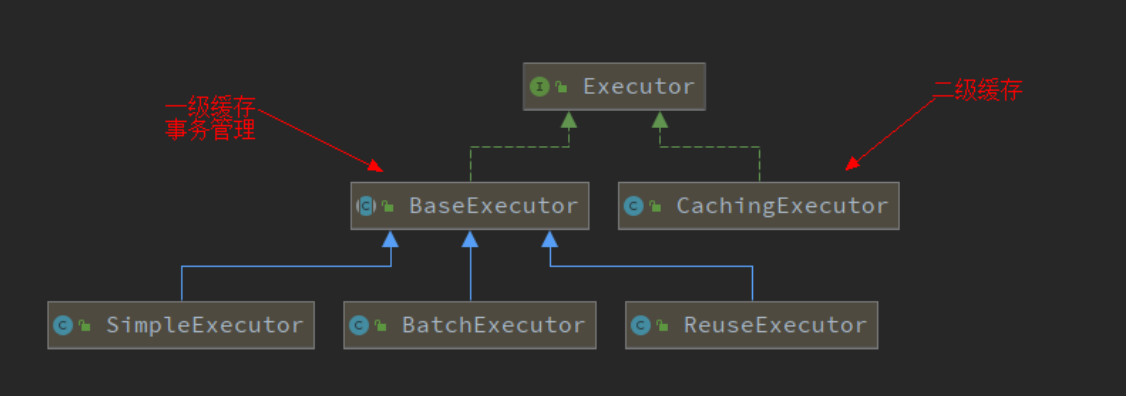 Executor
一级缓存
事务管理
二级缓存
BaseExecutor
CachingExecutor
SimpleExecutor
BatchExecutor
ReuseExecutor